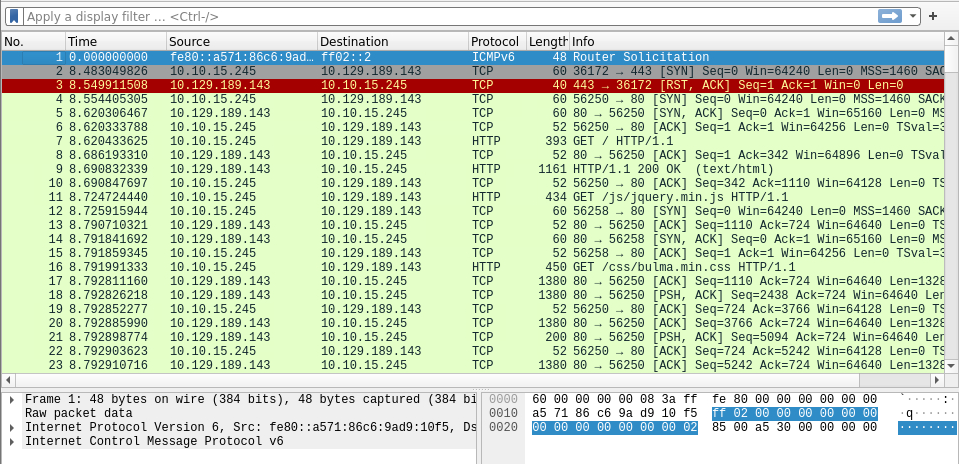 Apply a display filter … <Ctrl-/>
No. Time Source Destination Protocol Length Info
1 0.000000000 fe80::a571:86c6:9ad… ff02::2 ICMPv6 48 Router Solicitation
2 8.483049826 10.10.15.245 10.129.189.143 TCP 60 36172 → 443 [SYN] Seq=0 Win=64240 Len=0 MSS=1460 SAC
3 8.549911508 10.129.189.143 10.10.15.245 TCP 40 443 → 36172 [RST, ACK] Seq=1 Ack=1 Win=0 Len=0
4 8.554405305 10.10.15.245 10.129.189.143 TCP 60 56250 → 80 [SYN] Seq=0 Win=64240 Len=0 MSS=1460 SACK
5 8.620306467 10.129.189.143 10.10.15.245 TCP 60 80 → 56250 [SYN, ACK] Seq=0 Ack=1 Win=65160 Len=0 MS
6 8.620333788 10.10.15.245 10.129.189.143 TCP 52 56250 → 80 [ACK] Seq=1 Ack=1 Win=64256 Len=0 TSval=3
7 8.620433625 10.10.15.245 10.129.189.143 HTTP 393 GET / HTTP/1.1
8 8.686193310 10.129.189.143 10.10.15.245 TCP 52 80 → 56250 [ACK] Seq=1 Ack=342 Win=64896 Len=0 TSval
9 8.690832339 10.129.189.143 10.10.15.245 HTTP 1161 HTTP/1.1 200 OK (text/html)
10 8.690847697 10.10.15.245 10.129.189.143 TCP 52 56250 → 80 [ACK] Seq=342 Ack=1110 Win=64128 Len=0 TS
11 8.724724440 10.10.15.245 10.129.189.143 HTTP 434 GET /js/jquery.min.js HTTP/1.1
12 8.725915944 10.10.15.245 10.129.189.143 TCP 60 56258 → 80 [SYN] Seq=0 Win=64240 Len=0 MSS=1460 SACK
13 8.790710321 10.129.189.143 10.10.15.245 TCP 52 80 → 56250 [ACK] Seq=1110 Ack=724 Win=64640 Len=0 TS
14 8.791841692 10.129.189.143 10.10.15.245 TCP 60 80 → 56258 [SYN, ACK] Seq=0 Ack=1 Win=65160 Len=0 MS
15 8.791859345 10.10.15.245 10.129.189.143 TCP 52 56258 → 80 [ACK] Seq=1 Ack=1 Win=64256 Len=0 TSval=3
16 8.791991333 10.10.15.245 10.129.189.143 HTTP 450 GET /css/bulma.min.css HTTP/1.1
17 8.792811160 10.129.189.143 10.10.15.245 TCP 1380 80 → 56250 [ACK] Seq=1110 Ack=724 Win=64640 Len=1328
18 8.792826218 10.129.189.143 10.10.15.245 TCP 1380 80 → 56250 [PSH, ACK] Seq=2438 Ack=724 Win=64640 Ler
19 8.792852277 10.10.15.245 10.129.189.143 TCP 52 56250 → 80 [ACK] Seq=724 Ack=3766 Win=64128 Len=0 TS
20 8.792885990 10.129.189.143 10.10.15.245 TCP 1380 80 → 56250 [ACK] Seq=3766 Ack=724 Win=64640 Len=1328
21 8.792898774 10.129.189.143 10.10.15.245 TCP 200 80 → 56250 [PSH, ACK] Seq=5094 Ack=724 Win=64640 Ler
22 8.792903623 10.10.15.245 10.129.189.143 TCP 52 56250 → 80 [ACK] Seq=724 Ack=5242 Win=64128 Len=0 TS
23 8.792910716 10.129.189.143 10.10.15.245 TCP 1380 80 → 56250 [ACK] Seq=5242 Ack=724 Win=64640 Len=1328
Frame 1: 48 bytes on wire (384 bits), 48 bytes captured (384 bi
Raw packet data
Internet Protocol Version 6, Src: fe80::a571:86c6:9ad9:10f5, Ds
Internet Control Message Protocol v6
0000 60 00 00 00 00 08 3a ff fe 80 00 00 00 00 00 00 `·····:·
0010 a5 71 86 c6 9a d9 10 f5 ff 02 00 00 00 00 00 00 ·q······
0020 00 00 00 00 00 00 00 02 85 00 a5 30 00 00 00 00 ········